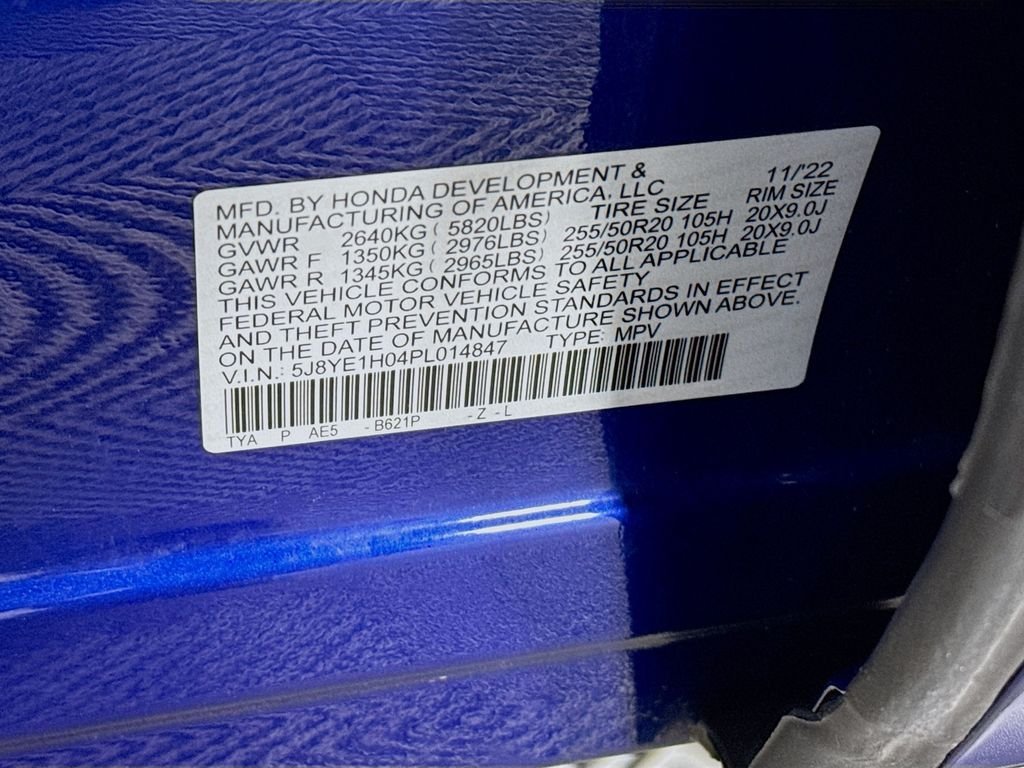 MFD. BY HONDA DEVELOPMENT & 11/'22
MANUFACTURING OF AMERICA, LLC RIM SIZE
GVWR 2640KG ( 5820LBS) TIRE SIZE 20X9.0J
GAWR F 1350KG ( 2976LBS) 255/50R20 105H 20X9.0J
GAWR R 1345KG ( 2965LBS) 255/50R20 105H
THIS VEHICLE CONFORMS TO ALL APPLICABLE
FEDERAL MOTOR VEHICLE SAFETY
AND THEFT PREVENTION STANDARDS IN EFFECT
ON THE DATE OF MANUFACTURE SHOWN ABOVE.
V.I.N.: 5J8YE1H04PL014847 TYPE: MPV
TYA P AE5 -B621P -Z -L